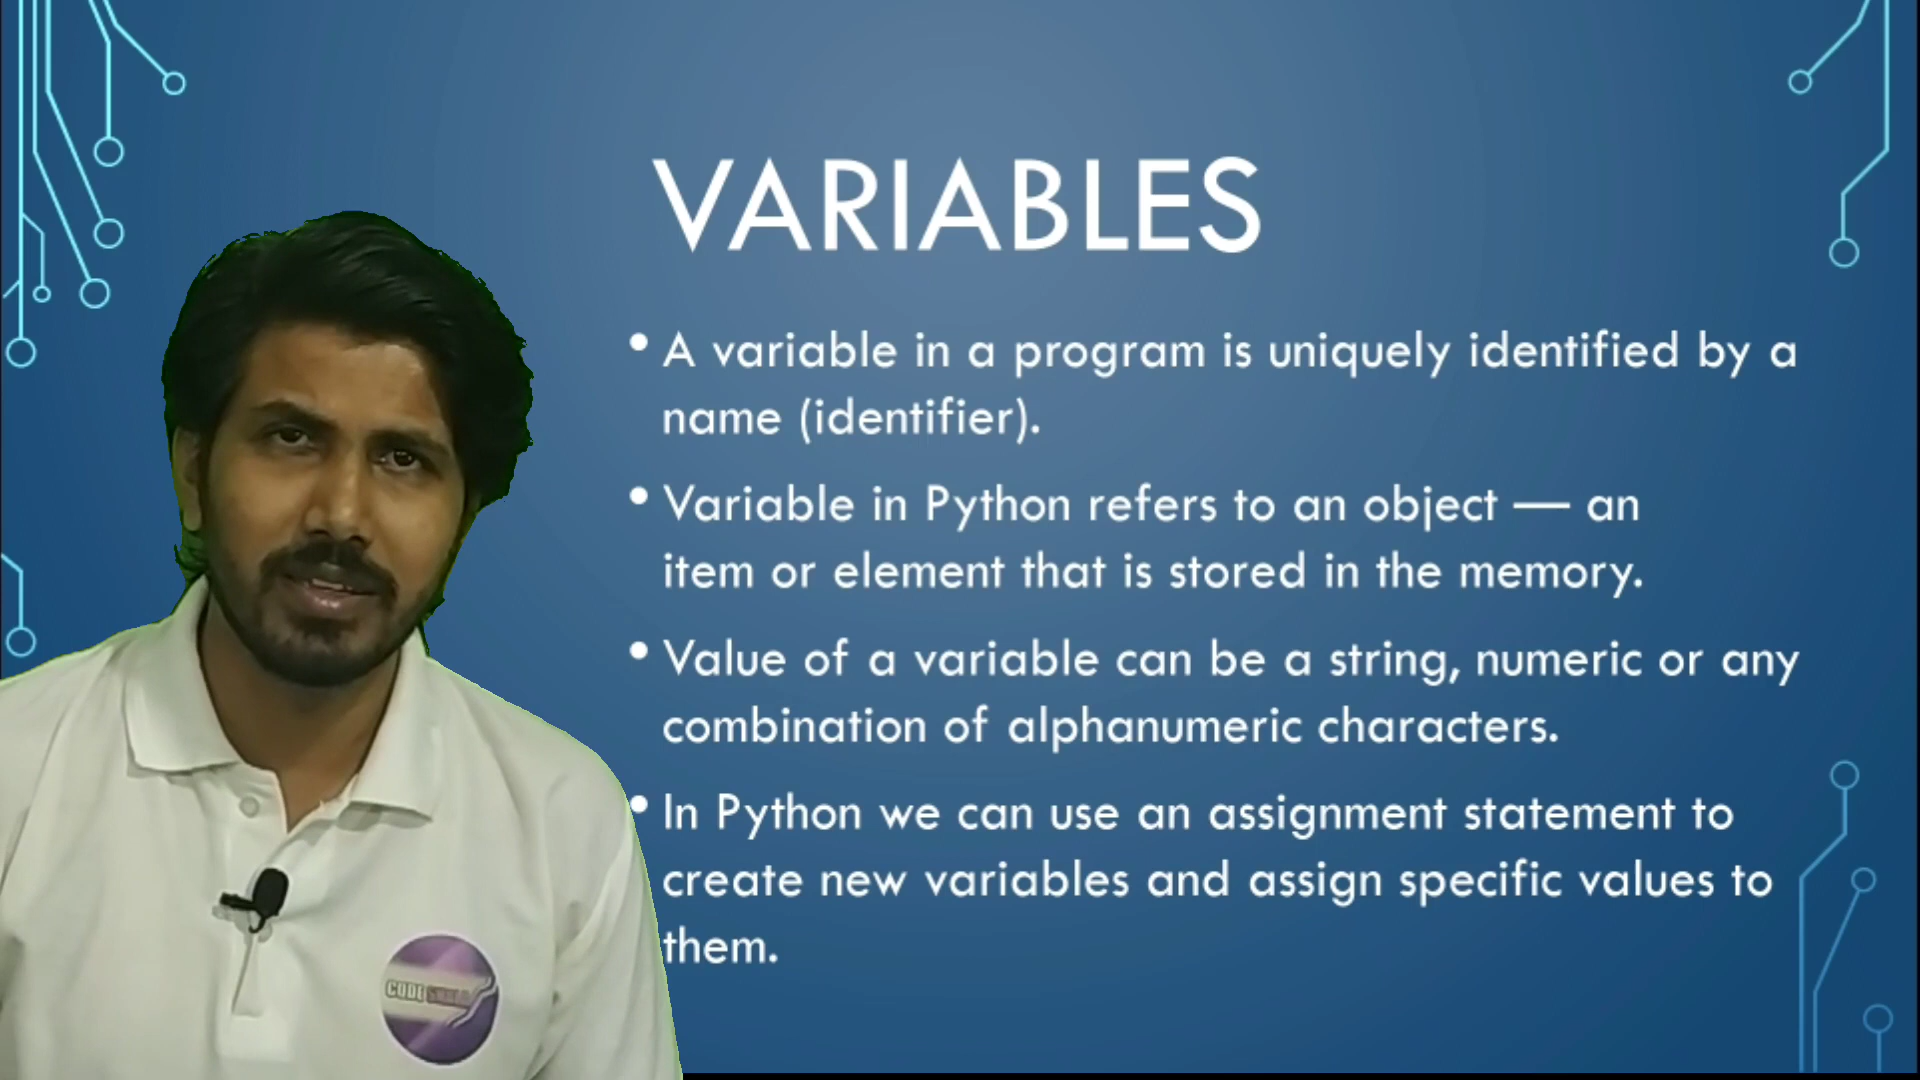 VARIABLES
• A variable in a program is uniquely identified by a
name (identifier).
• Variable in Python refers to an object — an
item or element that is stored in the memory.
• Value of a variable can be a string, numeric or any
combination of alphanumeric characters.
• In Python we can use an assignment statement to
create new variables and assign specific values to
them.
CODE